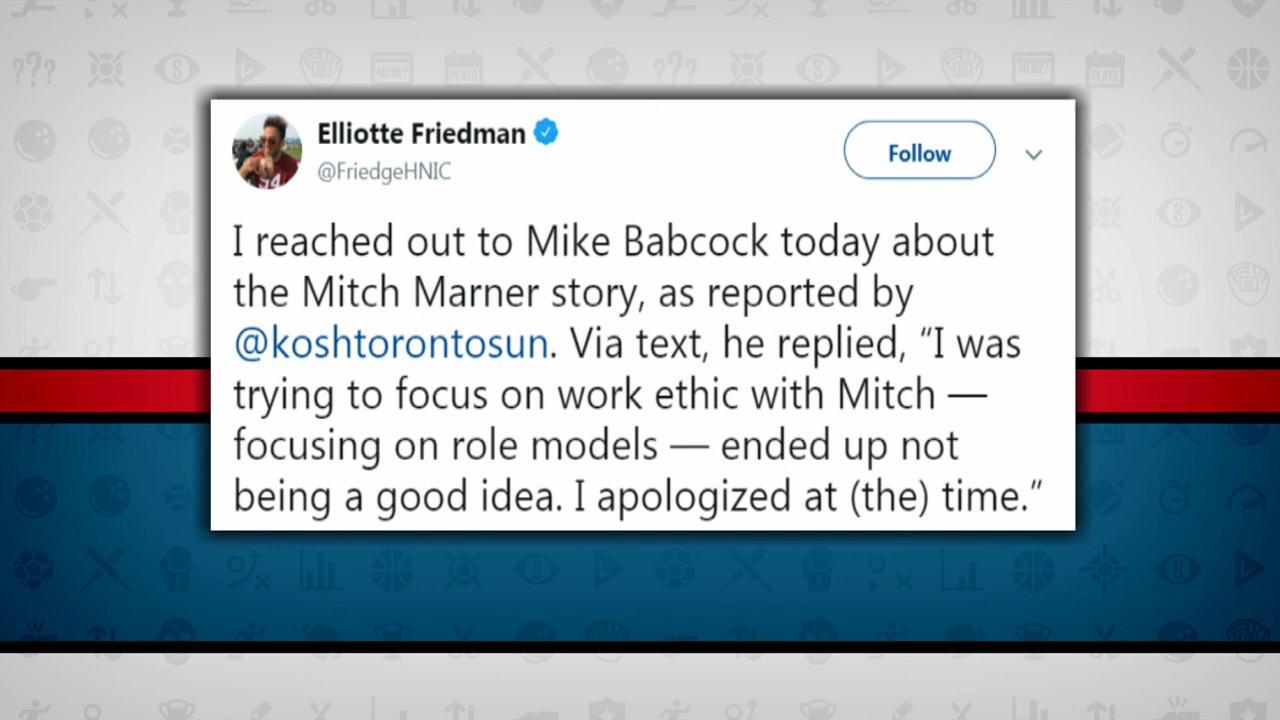 Elliotte Friedman
@FriedgeHNIC
Follow
I reached out to Mike Babcock today about
the Mitch Marner story, as reported by
@koshtorontosun. Via text, he replied, “I was
trying to focus on work ethic with Mitch —
focusing on role models — ended up not
being a good idea. I apologized at (the) time.”